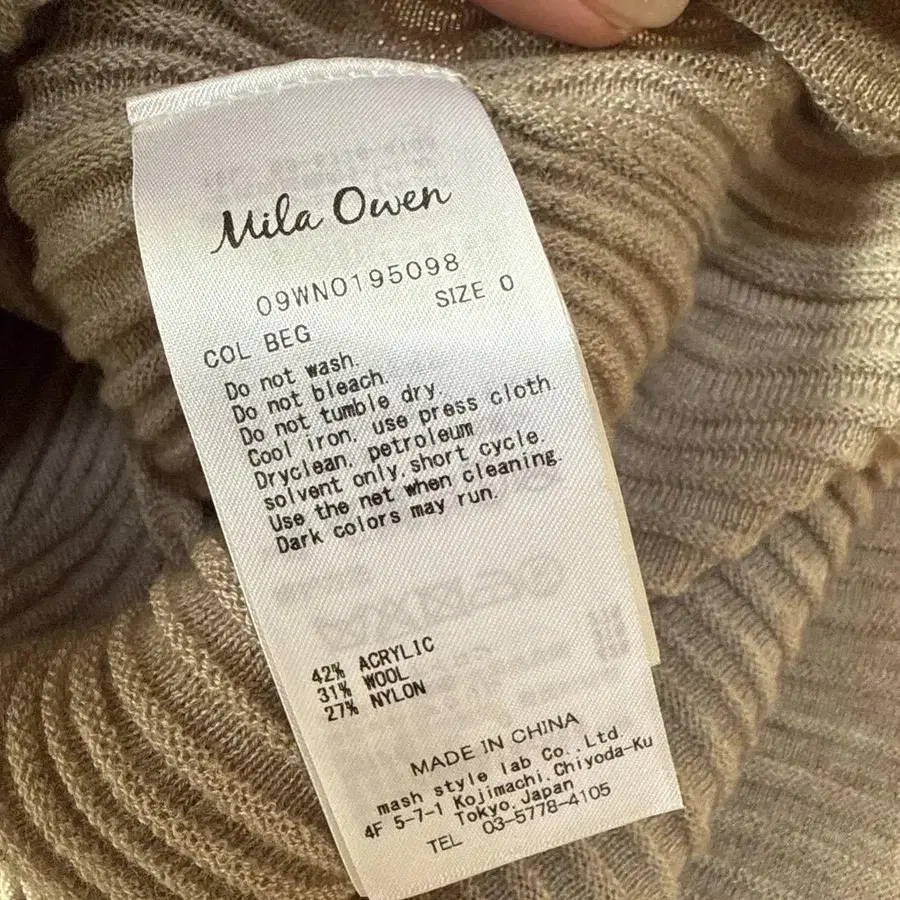 Mila Owen
09WNO195098
SIZE 0
COL BEG
Do not wash.
Do not bleach.
Do not tumble dry.
Cool iron, use press cloth.
Dryclean, petroleum
solvent only,short cycle.
Use the net when cleaning.
Dark colors may run.
42% ACRYLIC
31% WOOL
27% NYLON
MADE IN CHINA
mash style lab Co.,Ltd.
4F 5-7-1 Kojimachi,Chiyoda-Ku
Tokyo,Japan
TEL 03-5778-4105